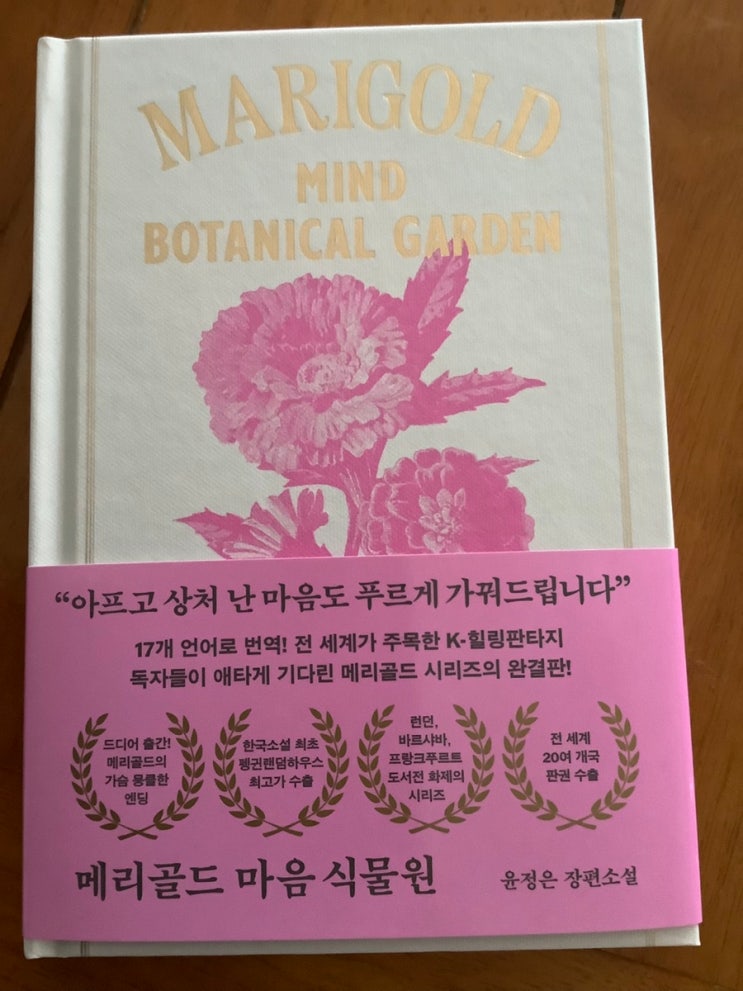 MARIGOLD
MIND
BOTANICAL GARDEN
“아프고 상처 난 마음도 푸르게 가꿔드립니다”
17개 언어로 번역! 전 세계가 주목한 K-힐링판타지
독자들이 애타게 기다린 메리골드 시리즈의 완결판!
드디어 출간!
메리골드의
가슴 뭉클한
엔딩
한국소설 최초
펭귄랜덤하우스
최고가 수출
런던,
바르샤바,
프랑크푸르트
도서전 화제의
시리즈
전 세계
20여 개국
판권 수출
메리골드 마음 식물원
윤정은 장편소설